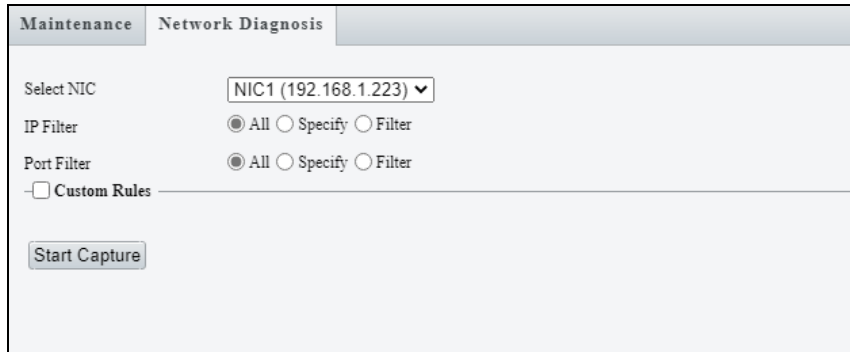 Maintenance Network Diagnosis
Select NIC NIC1 (192.168.1.223)
IP Filter All Specify Filter
Port Filter All Specify Filter
Custom Rules
Start Capture